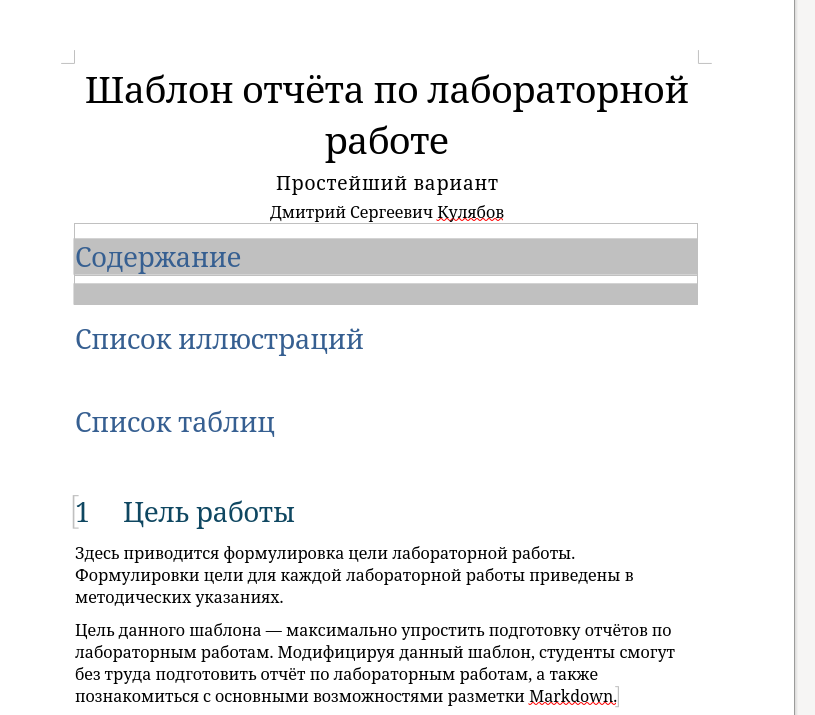 Шаблон отчёта по лабораторной
работе
Простейший вариант
Дмитрий Сергеевич Кулябов
Содержание
Список иллюстраций
Список таблиц
1 Цель работы
Здесь приводится формулировка цели лабораторной работы.
Формулировки цели для каждой лабораторной работы приведены в
методических указаниях.
Цель данного шаблона — максимально упростить подготовку отчётов по
лабораторным работам. Модифицируя данный шаблон, студенты смогут
без труда подготовить отчёт по лабораторным работам, а также
познакомиться с основными возможностями разметки Markdown.